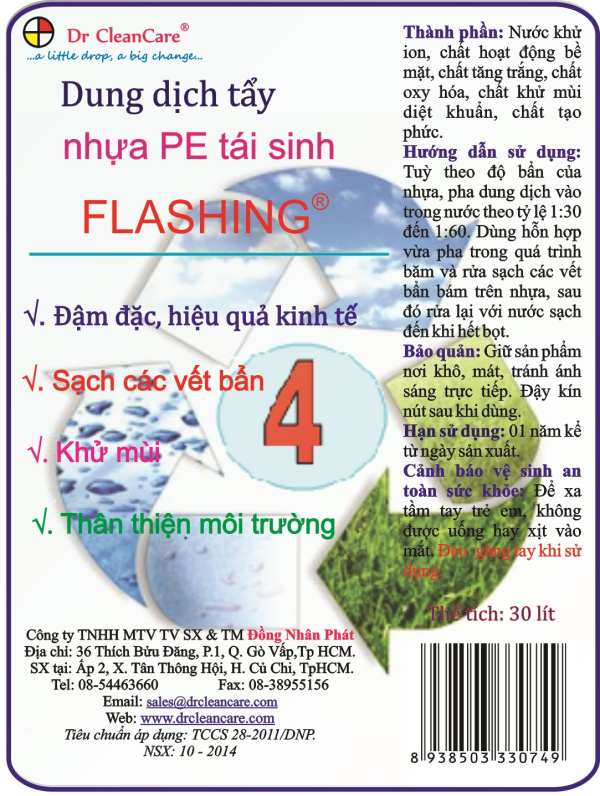 Dr CleanCare®
...a little drop, a big change...
Dung dịch tẩy
nhựa PE tái sinh
FLASHING®
√. Đậm đặc, hiệu quả kinh tế
√. Sạch các vết bẩn
4
√. Khử mùi
√. Thân thiện môi trường
Công ty TNHH MTV TV SX & TM Đồng Nhân Phát
Địa chỉ: 36 Thích Bửu Đăng, P.1, Q. Gò Vấp,Tp HCM.
SX tại: Ấp 2, X. Tân Thông Hội, H. Củ Chi, TpHCM.
Tel: 08-54463660 Fax: 08-38955156
Email: sales@drcleancare.com
Web: www.drcleancare.com
Tiêu chuẩn áp dụng: TCCS 28-2011/DNP.
NSX: 10 - 2014
Thành phần: Nước khử
ion, chất hoạt động bề
mặt, chất tăng trắng, chất
oxy hóa, chất khử mùi
diệt khuẩn, chất tạo
phức.
Hướng dẫn sử dụng:
Tuỳ theo độ bẩn của
nhựa, pha dung dịch vào
trong nước theo tỷ lệ 1:30
đến 1:60. Dùng hỗn hợp
vừa pha trong quá trình
băm và rửa sạch các vết
bẩn bám trên nhựa, sau
đó rửa lại với nước sạch
đến khi hết bọt.
Bảo quản: Giữ sản phẩm
nơi khô, mát, tránh ánh
sáng trực tiếp. Đậy kín
nút sau khi dùng.
Hạn sử dụng: 01 năm kể
từ ngày sản xuất.
Cảnh báo vệ sinh an
toàn sức khỏe: Để xa
tầm tay trẻ em, không
được uống hay xịt vào
mắt. Đeo găng tay khi sử
dụng.
Thể tích: 30 lít
8 938503 330749